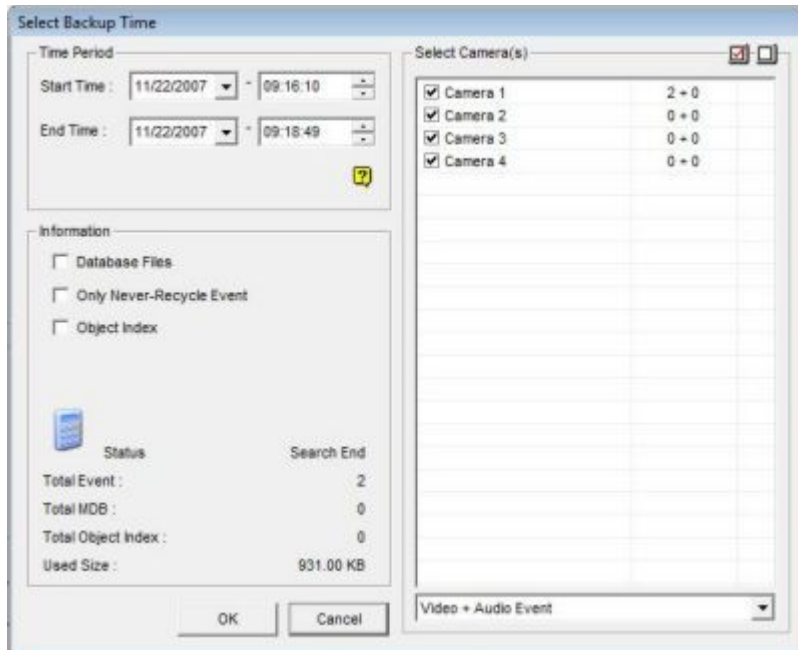 Select Backup Time
Time Period
Start Time : 11/22/2007 - 09:16:10
End Time : 11/22/2007 - 09:18:49
?
Information
Database Files
Only Never-Recycle Event
Object Index
Status Search End
Total Event : 2
Total MDB : 0
Total Object Index : 0
Used Size : 931.00 KB
OK Cancel
Select Camera(s)
Camera 1 2 + 0
Camera 2 0 + 0
Camera 3 0 + 0
Camera 4 0 + 0
Video + Audio Event